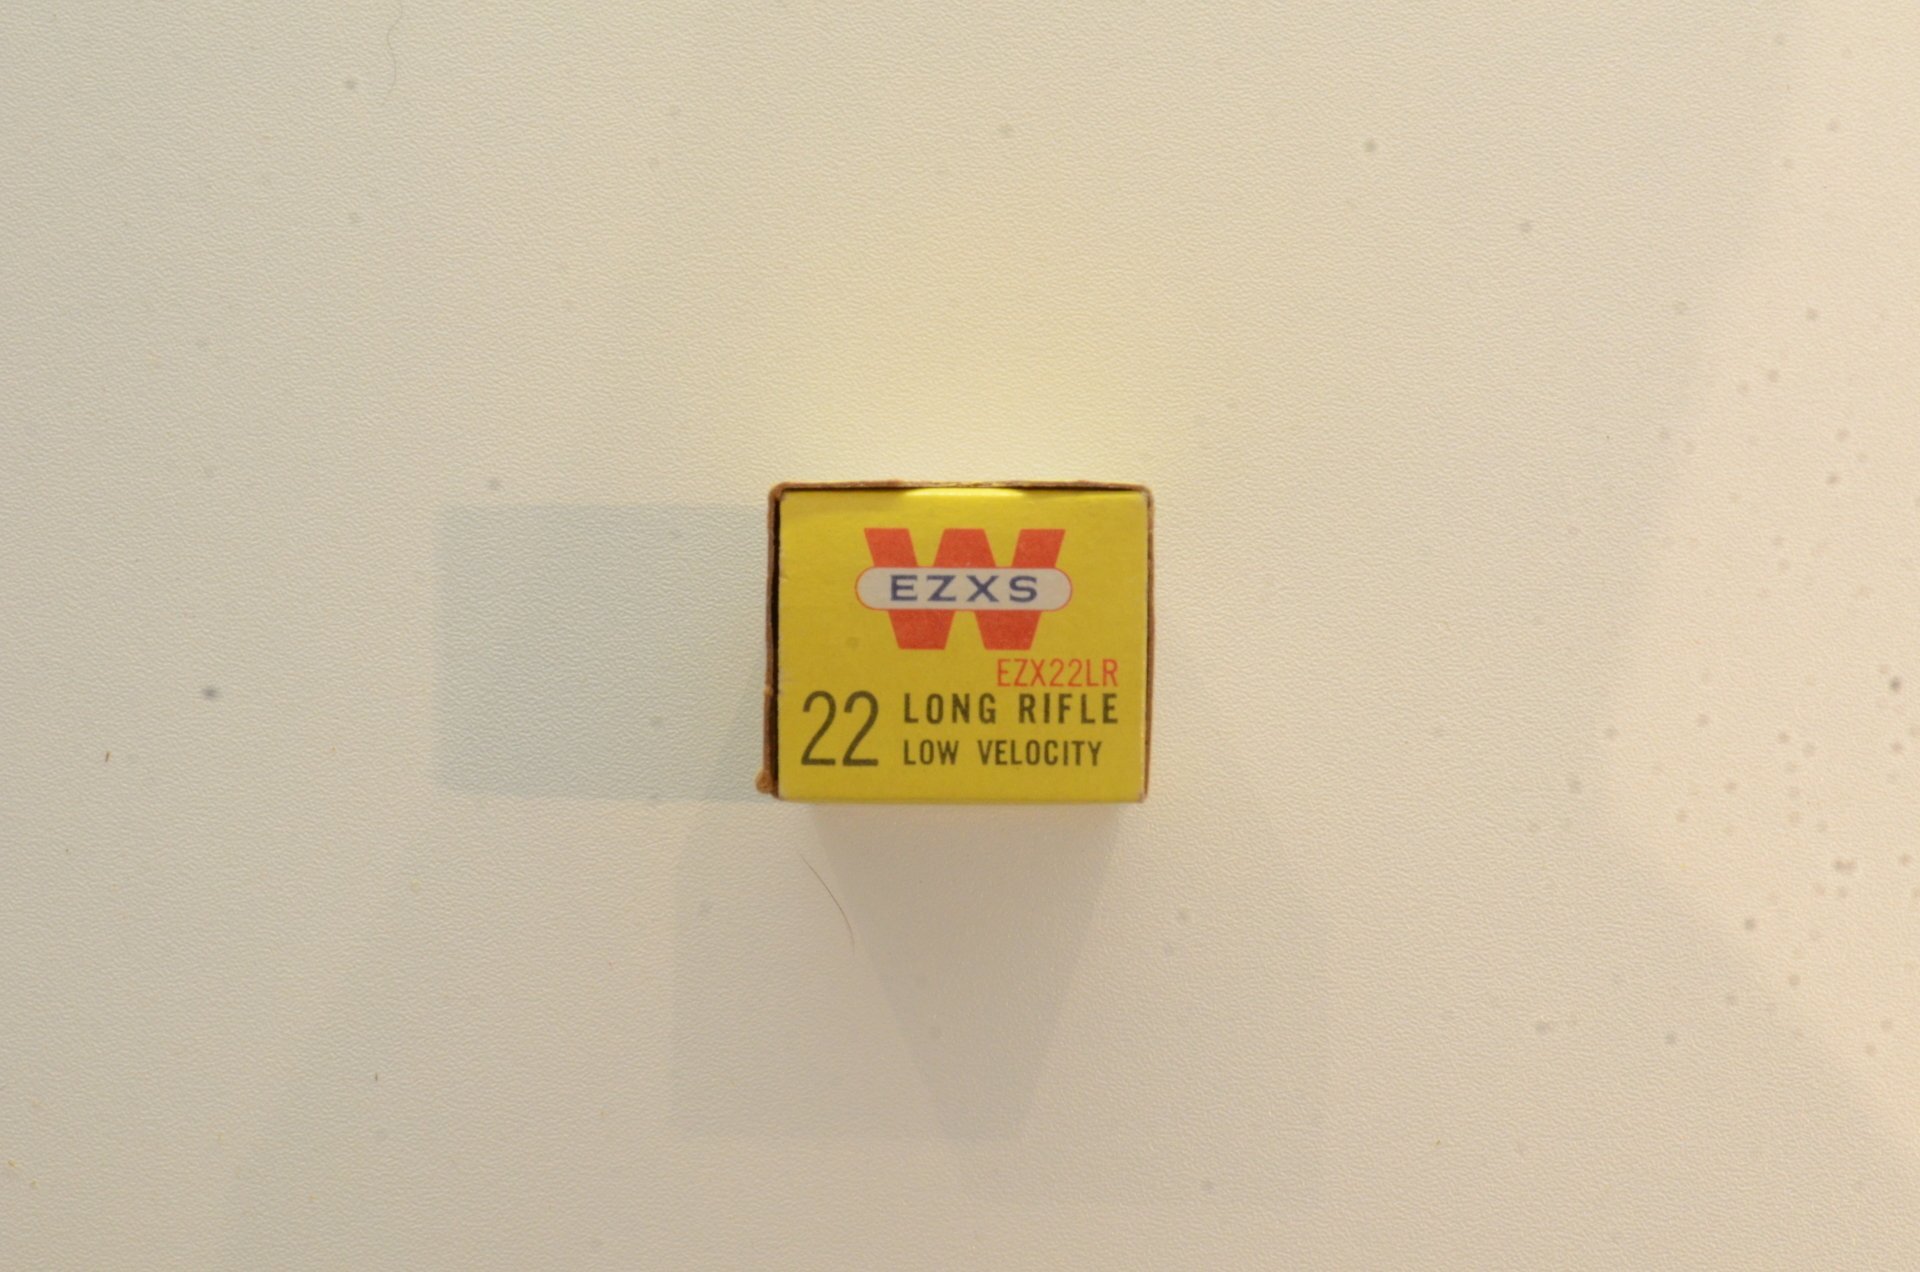 W
EZXS
EZX22LR
22 LONG RIFLE
LOW VELOCITY